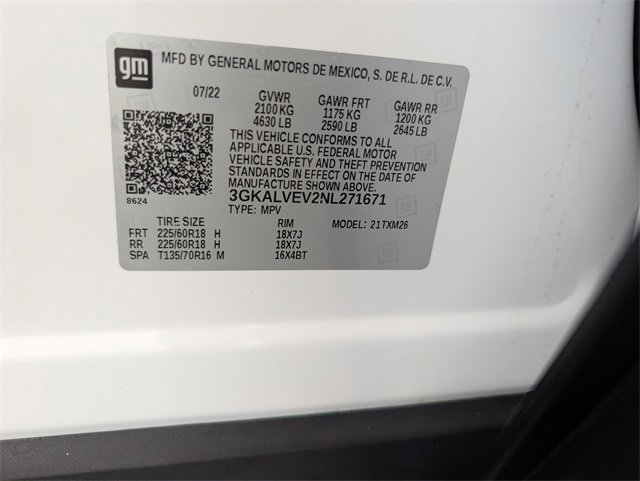 gm
MFD BY GENERAL MOTORS DE MEXICO, S. DE R.L. DE C.V.
07/22 GVWR GAWR FRT GAWR RR
2100 KG 1175 KG 1200 KG
4630 LB 2590 LB 2645 LB
THIS VEHICLE CONFORMS TO ALL
APPLICABLE U.S. FEDERAL MOTOR
VEHICLE SAFETY AND THEFT PREVENTION
STANDARDS IN EFFECT ON THE DATE OF
MANUFACTURE SHOWN ABOVE.
8624 3GKALVEV2NL271671
TYPE: MPV MODEL: 21TXM26
TIRE SIZE RIM
FRT 225/60R18 H 18X7J
RR 225/60R18 H 18X7J
SPA T135/70R16 M 16X4BT